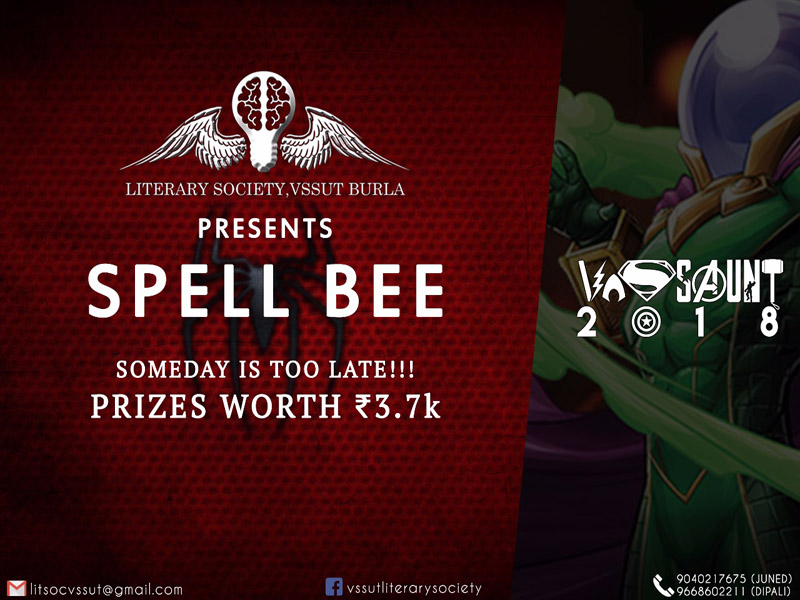 LITERARY SOCIETY,VSSUT BURLA
PRESENTS
SPELL BEE
SOMEDAY IS TOO LATE!!!
PRIZES WORTH ₹3.7k
VASSAUNT
2018
litsocvssut@gmail.com
vssutliterarysociety
9040217675 (JUNED)
9668602211 (DIPALI)